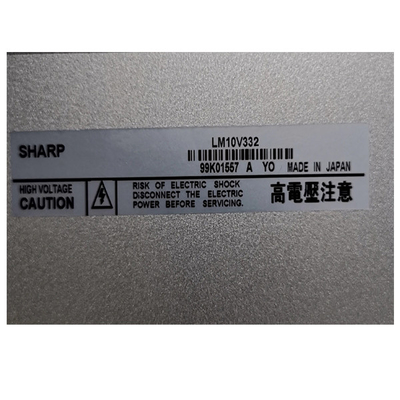 SHARP
LM10V332
99K01557 A YO MADE IN JAPAN
HIGH VOLTAGE
CAUTION
RISK OF ELECTRIC SHOCK
DISCONNECT THE ELECTRIC
POWER BEFORE SERVICING.
高電壓注意